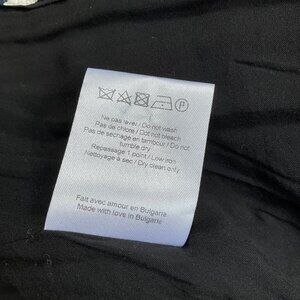 Ne pas laver / Do not wash
Pas de chlore / Dot not bleach
Pas de sechage en tambour / Do not
tumble dry
Repassage 1 point / Low iron
Nettoyage à sec / Dry clean only
Fait avec amour en Bulgarie
Made with love in Bulgaria